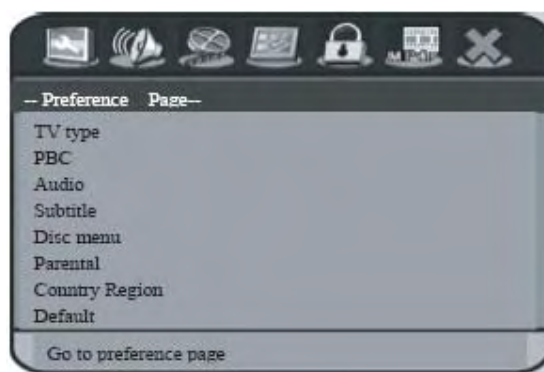 -- Preference Page--
TV type
PBC
Audio
Subtitle
Disc menu
Parental
Conntry Region
Default
Go to preference page